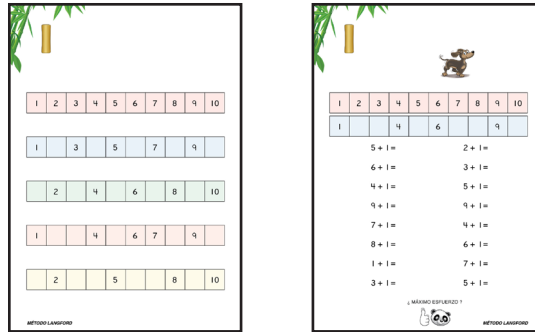 1 2 3 4 5 6 7 8 9 10
1 3 5 7 9
2 4 6 8 10
1 4 6 7 9
2 5 8 10
MÉTODO LANGFORD
1 2 3 4 5 6 7 8 9 10
1 4 6 9
5 + 1 = 2 + 1 =
6 + 1 = 3 + 1 =
4 + 1 = 5 + 1 =
9 + 1 = 9 + 1 =
7 + 1 = 4 + 1 =
8 + 1 = 6 + 1 =
1 + 1 = 7 + 1 =
3 + 1 = 5 + 1 =
¿ MÁXIMO ESFUERZO ?
MÉTODO LANGFORD